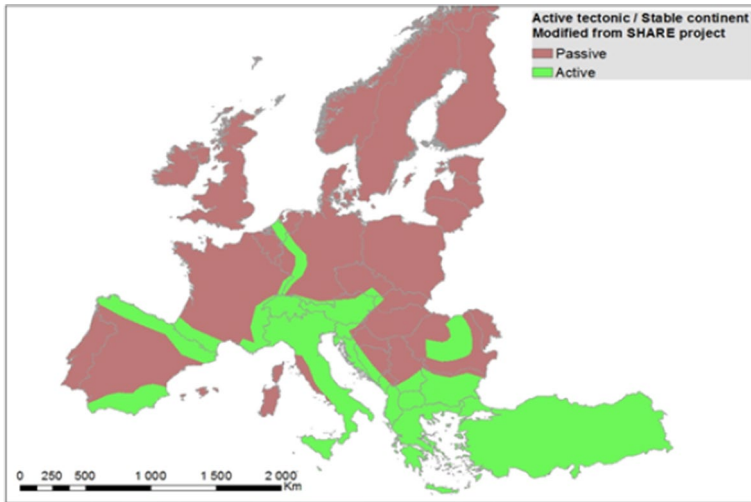 Active tectonic / Stable continent
Modified from SHARE project
Passive
Active
0 250 500 1 000 1 500 2 000
Km